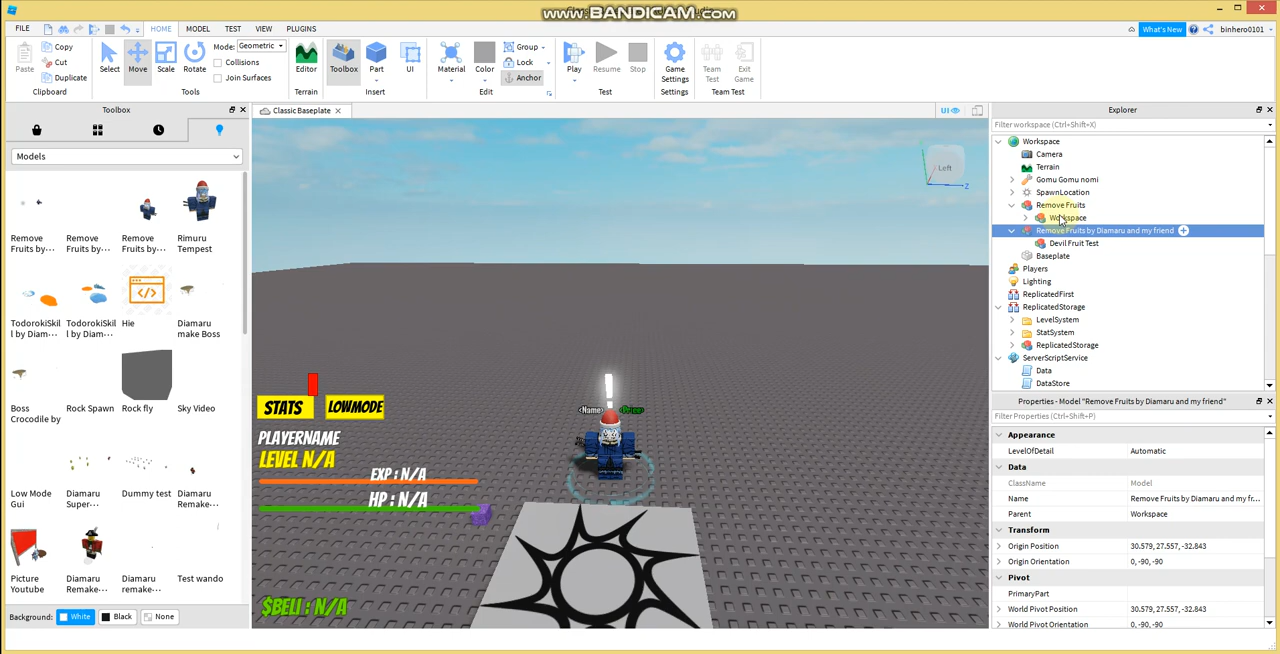 www.BANDICAM.com
FILE HOME MODEL TEST VIEW PLUGINS What's New binhero0101
Paste Copy Cut Duplicate Clipboard
Select Move Scale Rotate Mode: Geometric Collisions Join Surfaces Tools
Editor Terrain
Toolbox Part UI Insert
Material Color Group Lock Anchor Edit
Play Resume Stop Test
Game Settings Settings
Team Test Exit Game Team Test
Toolbox
Models
Remove Fruits by...
Remove Fruits by...
Remove Fruits by...
Rimuru Tempest
TodorokiSkil l by Diam...
TodorokiSkil l by Diam...
Hie
Diamaru make Boss
Boss Crocodile by
Rock Spawn
Rock fly
Sky Video
Low Mode Gui
Diamaru Super-...
Dummy test
Diamaru Remake-...
Picture Youtube
Diamaru Remake-...
Diamaru remake-...
Test wando
Background: White Black None
Classic Baseplate
UI
Left
Z
<Name> <Price>
STATS LOWMODE
PLAYERNAME
LEVEL N/A
EXP : N/A
HP : N/A
$BELI : N/A
Explorer
Filter workspace (Ctrl+Shift+X)
Workspace
Camera
Terrain
Gomu Gomu nomi
SpawnLocation
Remove Fruits
Workspace
Remove Fruits by Diamaru and my friend
Devil Fruit Test
Baseplate
Players
Lighting
ReplicatedFirst
ReplicatedStorage
LevelSystem
StatSystem
ReplicatedStorage
ServerScriptService
Data
DataStore
Properties - Model "Remove Fruits by Diamaru and my friend"
Filter Properties (Ctrl+Shift+P)
Appearance
LevelOfDetail Automatic
Data
ClassName Model
Name Remove Fruits by Diamaru and my fr...
Parent Workspace
Transform
Origin Position 30.579, 27.557, -32.843
Origin Orientation 0, -90, -90
Pivot
PrimaryPart
World Pivot Position 30.579, 27.557, -32.843
World Pivot Orientation 0, -90, -90